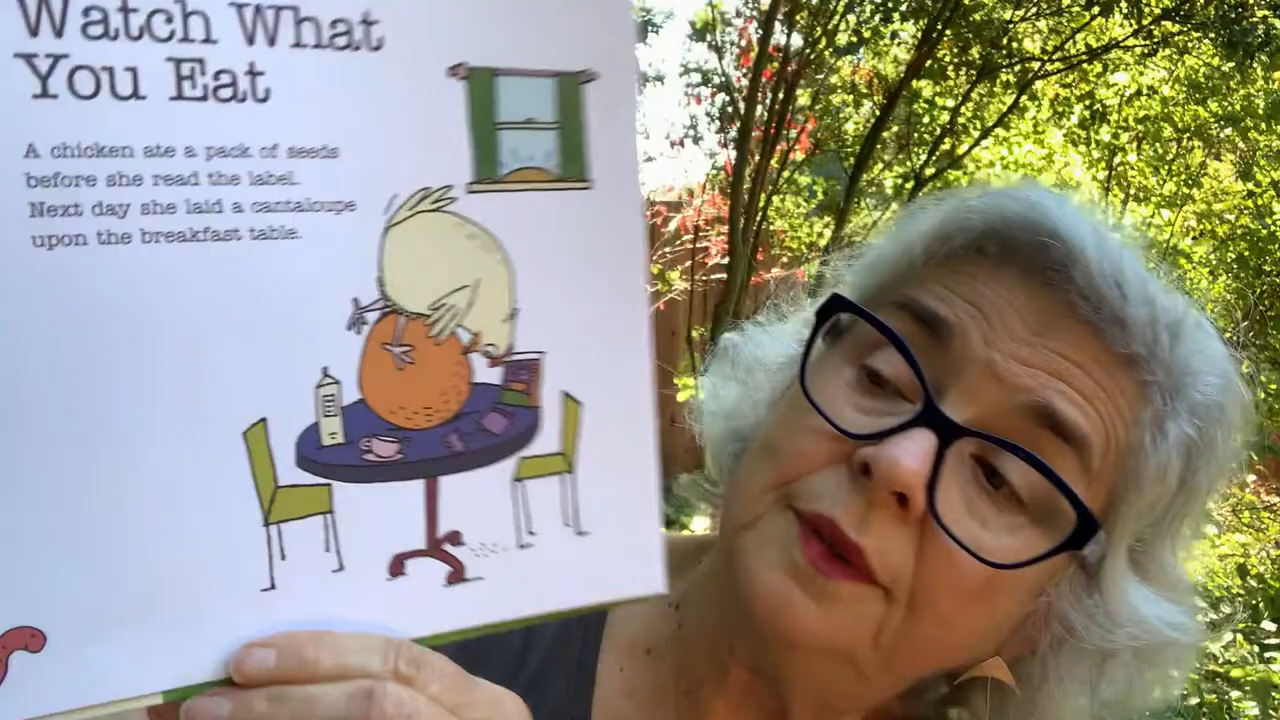 Watch What
You Eat
A chicken ate a pack of seeds
before she read the label.
Next day she laid a cantaloupe
upon the breakfast table.